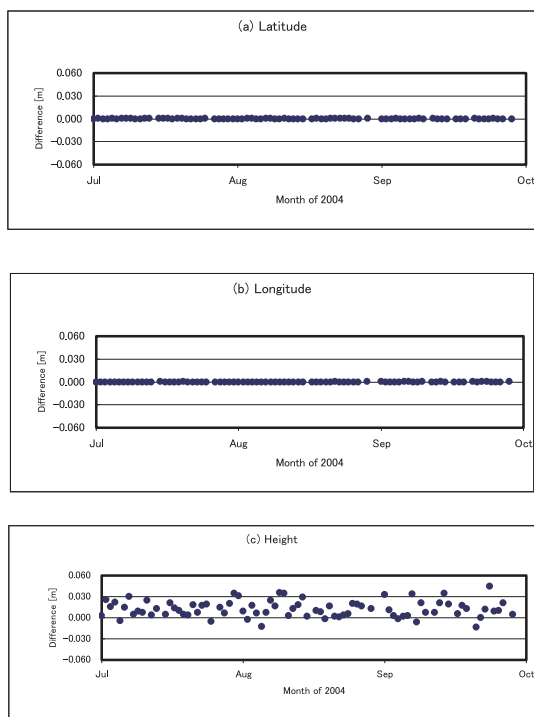 (a) Latitude
Difference [m]
0.060
0.030
0.000
−0.030
−0.060
Jul Aug Sep Oct
Month of 2004
(b) Longitude
Difference [m]
0.060
0.030
0.000
−0.030
−0.060
Jul Aug Sep Oct
Month of 2004
(c) Height
Difference [m]
0.060
0.030
0.000
−0.030
−0.060
Jul Aug Sep Oct
Month of 2004